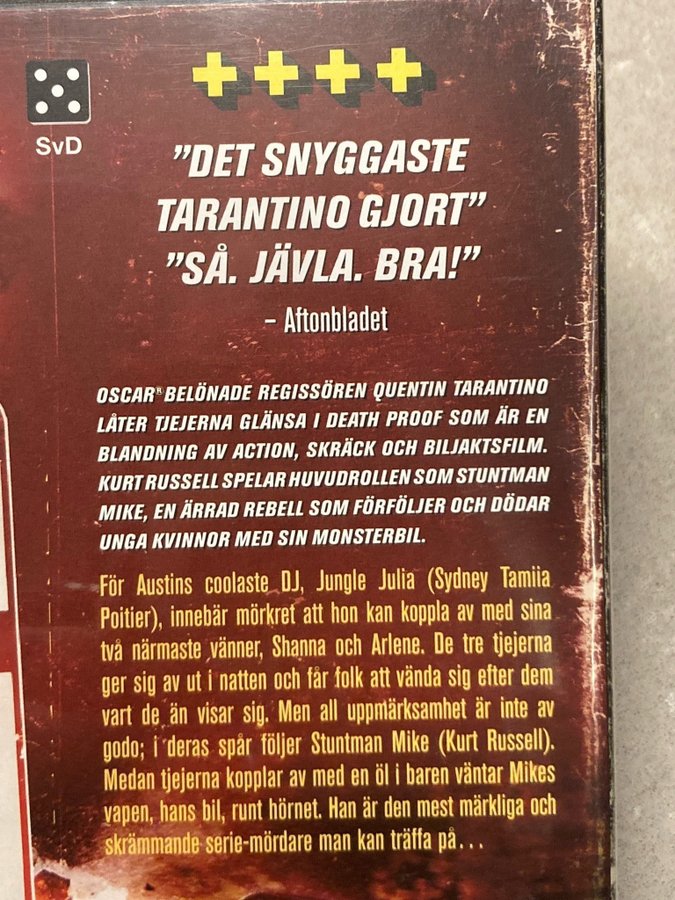 SvD
”DET SNYGGASTE
TARANTINO GJORT”
”SÅ. JÄVLA. BRA!”
– Aftonbladet
OSCAR® BELÖNADE REGISSÖREN QUENTIN TARANTINO
LÅTER TJEJERNA GLÄNSA I DEATH PROOF SOM ÄR EN
BLANDNING AV ACTION, SKRÄCK OCH BILJAKTSFILM.
KURT RUSSELL SPELAR HUVUDROLLEN SOM STUNTMAN
MIKE, EN ÄRRAD REBELL SOM FÖRFÖLJER OCH DÖDAR
UNGA KVINNOR MED SIN MONSTERBIL.
För Austins coolaste DJ, Jungle Julia (Sydney Tamiia
Poitier), innebär mörkret att hon kan koppla av med sina
två närmaste vänner, Shanna och Arlene. De tre tjejerna
ger sig av ut i natten och får folk att vända sig efter dem
vart de än visar sig. Men all uppmärksamhet är inte av
godo; i deras spår följer Stuntman Mike (Kurt Russell).
Medan tjejerna kopplar av med en öl i baren väntar Mikes
vapen, hans bil, runt hörnet. Han är den mest märkliga och
skrämmande serie-mördare man kan träffa på...